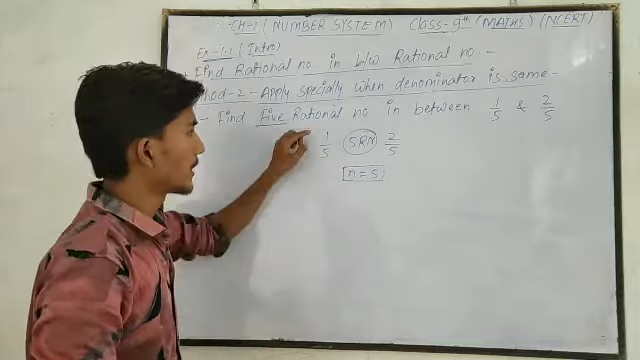 CH-1 (NUMBER SYSTEM) Class-9th (MATHS) (NCERT)
Ex-1.1 (Intro)
Find Rational no in b/w Rational no.-
Method-2- Apply specially when denominator is same-
- Find Five Rational no in between 1/5 & 2/5
1/5 5RN 2/5
n=5